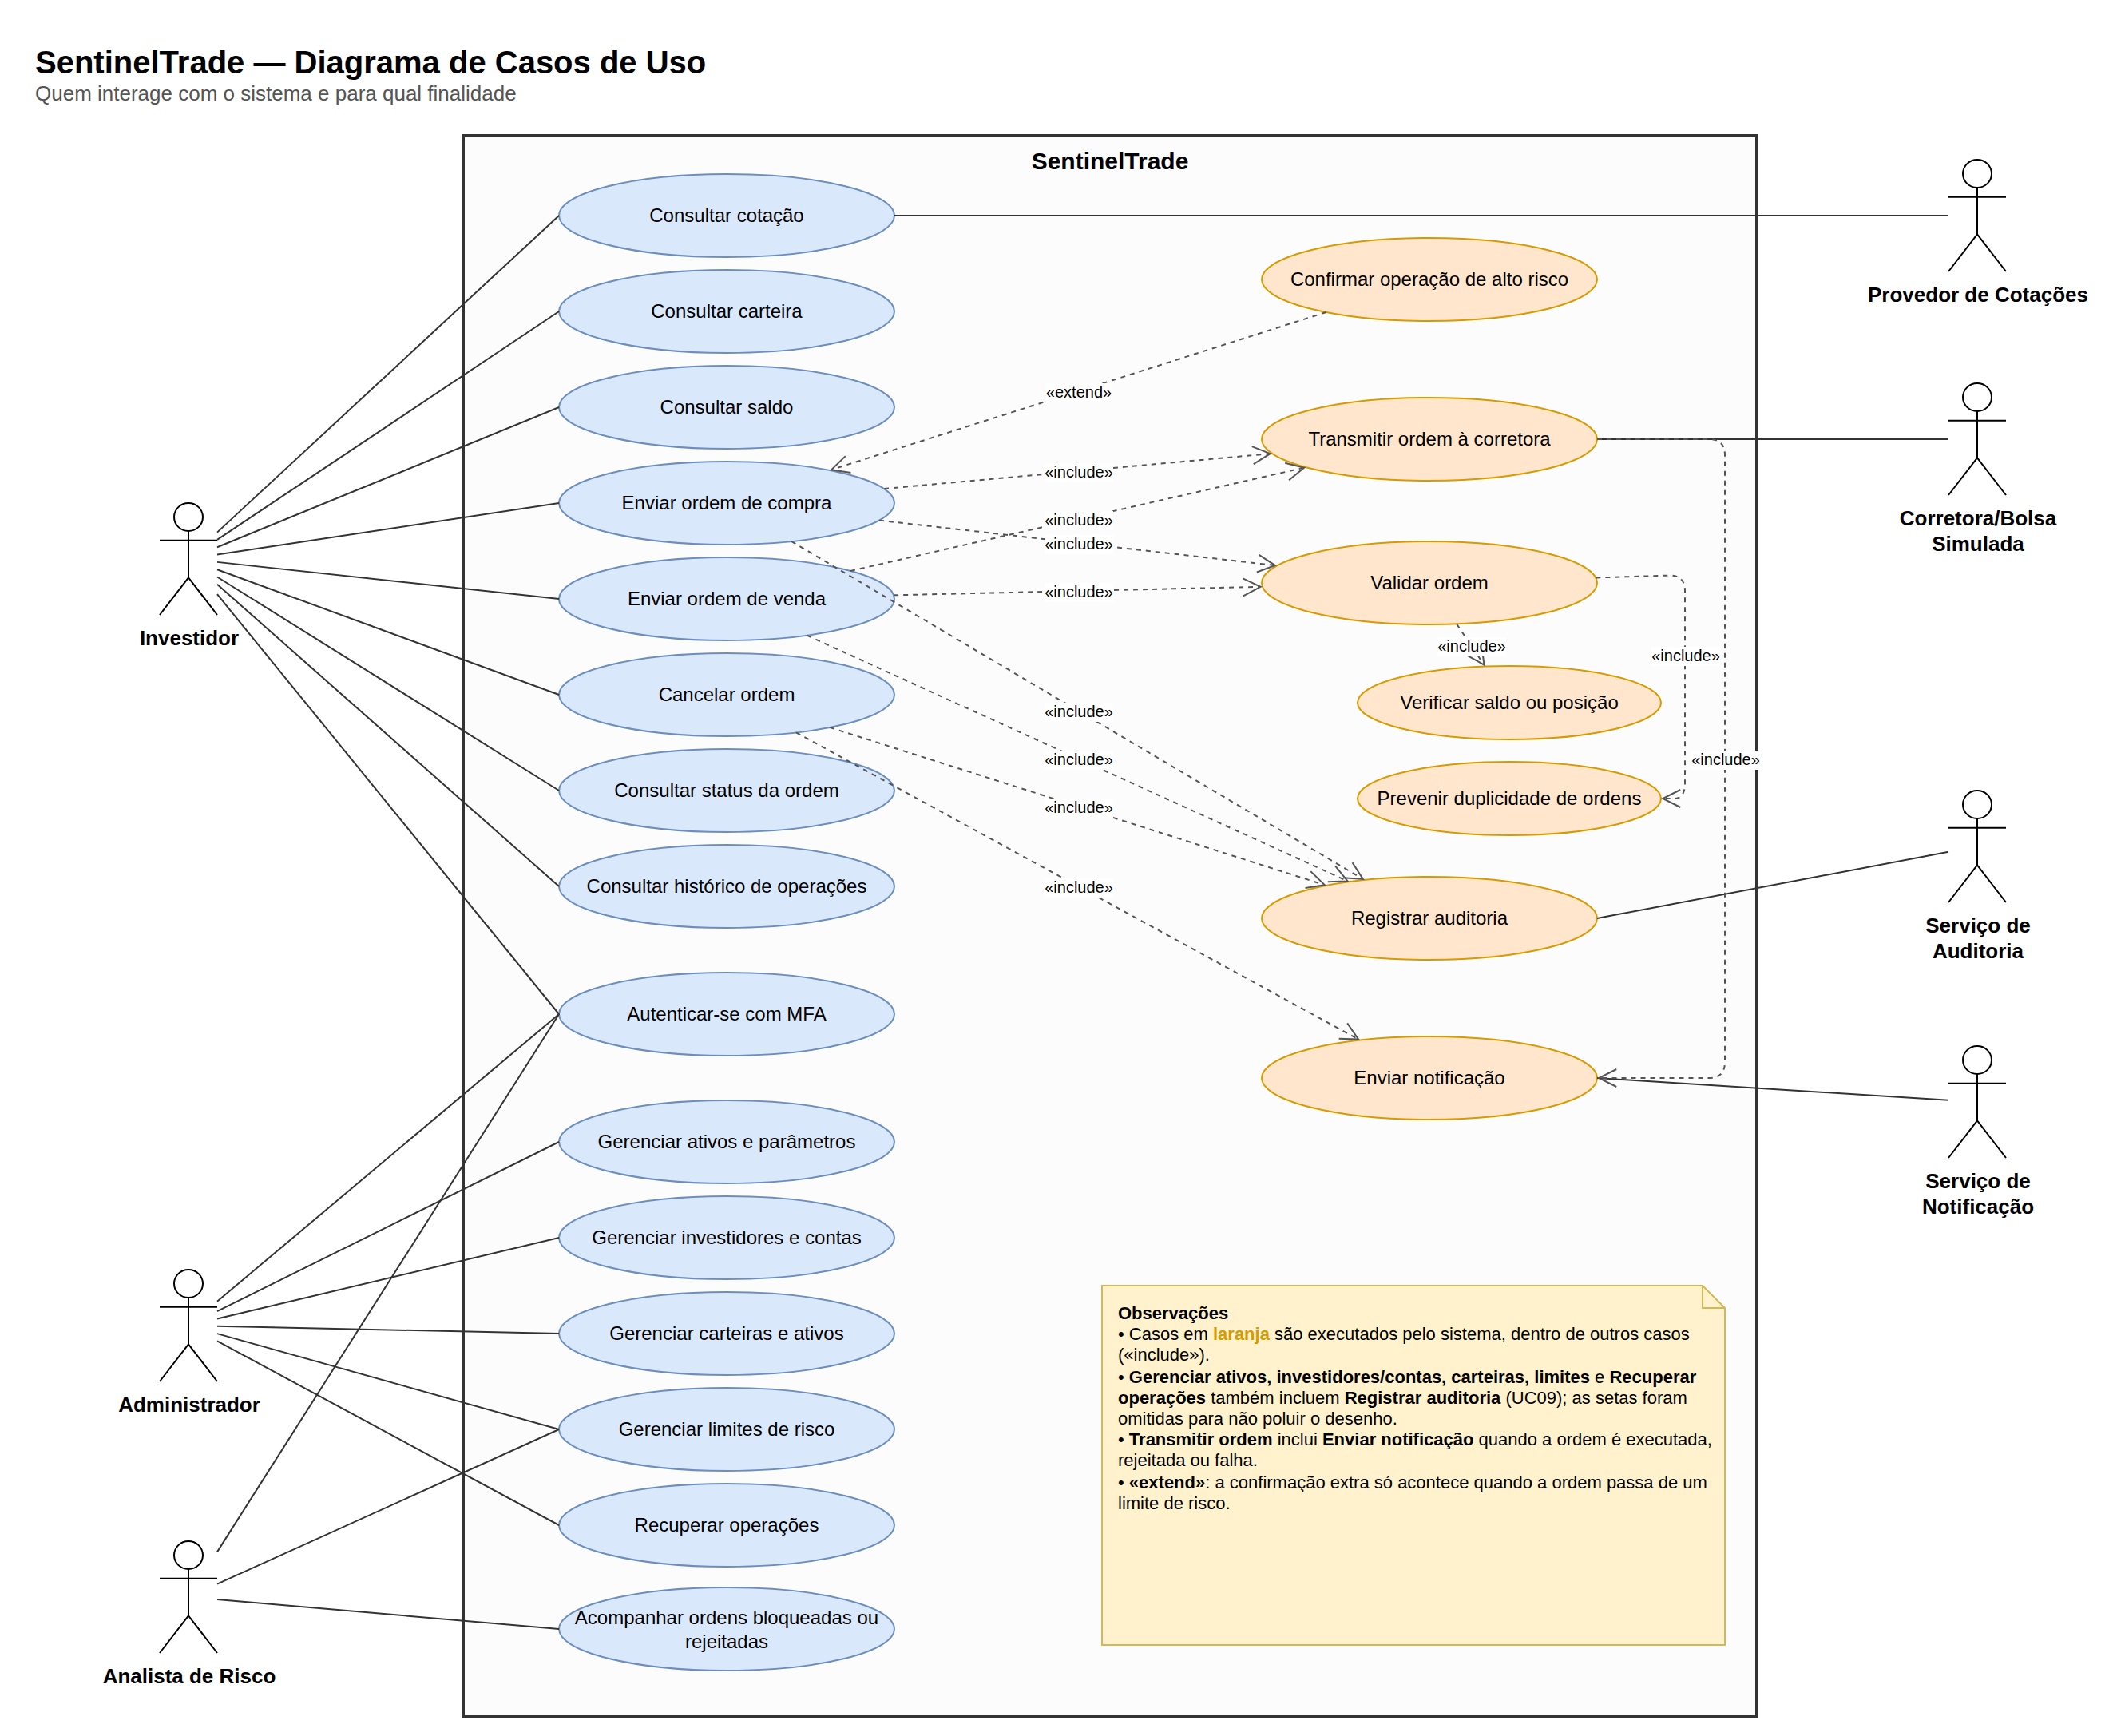 SentinelTrade — Diagrama de Casos de Uso
Quem interage com o sistema e para qual finalidade
SentinelTrade
Consultar cotação
Confirmar operação de alto risco
Provedor de Cotações
Consultar carteira
«extend»
Consultar saldo
Transmitir ordem à corretora
Corretora/Bolsa
Simulada
«include»
Enviar ordem de compra
«include»
«include»
Investidor
Enviar ordem de venda
«include»
Validar ordem
«include»
«include»
Verificar saldo ou posição
Cancelar ordem
«include»
«include»
«include»
Consultar status da ordem
Prevenir duplicidade de ordens
«include»
Consultar histórico de operações
«include»
Registrar auditoria
Serviço de
Auditoria
Autenticar-se com MFA
Enviar notificação
Serviço de
Notificação
Gerenciar ativos e parâmetros
Gerenciar investidores e contas
Administrador
Gerenciar carteiras e ativos
Gerenciar limites de risco
Recuperar operações
Analista de Risco
Acompanhar ordens bloqueadas ou
rejeitadas
Observações
• Casos em laranja são executados pelo sistema, dentro de outros casos
(«include»).
• Gerenciar ativos, investidores/contas, carteiras, limites e Recuperar
operações também incluem Registrar auditoria (UC09); as setas foram
omitidas para não poluir o desenho.
• Transmitir ordem inclui Enviar notificação quando a ordem é executada,
rejeitada ou falha.
• «extend»: a confirmação extra só acontece quando a ordem passa de um
limite de risco.